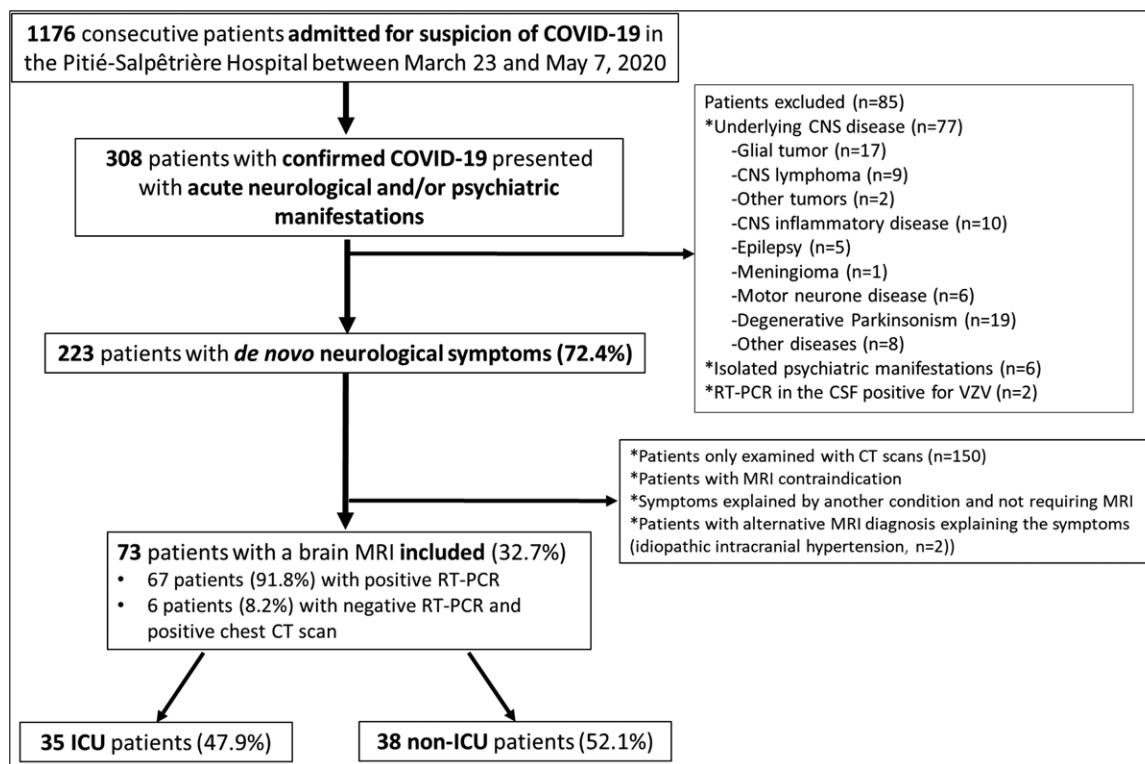 1176 consecutive patients admitted for suspicion of COVID-19 in
the Pitié-Salpêtrière Hospital between March 23 and May 7, 2020
308 patients with confirmed COVID-19 presented
with acute neurological and/or psychiatric
manifestations
Patients excluded (n=85)
*Underlying CNS disease (n=77)
-Glial tumor (n=17)
-CNS lymphoma (n=9)
-Other tumors (n=2)
-CNS inflammatory disease (n=10)
-Epilepsy (n=5)
-Meningioma (n=1)
-Motor neurone disease (n=6)
-Degenerative Parkinsonism (n=19)
-Other diseases (n=8)
*Isolated psychiatric manifestations (n=6)
*RT-PCR in the CSF positive for VZV (n=2)
223 patients with de novo neurological symptoms (72.4%)
*Patients only examined with CT scans (n=150)
*Patients with MRI contraindication
*Symptoms explained by another condition and not requiring MRI
*Patients with alternative MRI diagnosis explaining the symptoms
(idiopathic intracranial hypertension, n=2))
73 patients with a brain MRI included (32.7%)
• 67 patients (91.8%) with positive RT-PCR
• 6 patients (8.2%) with negative RT-PCR and
positive chest CT scan
35 ICU patients (47.9%)
38 non-ICU patients (52.1%)